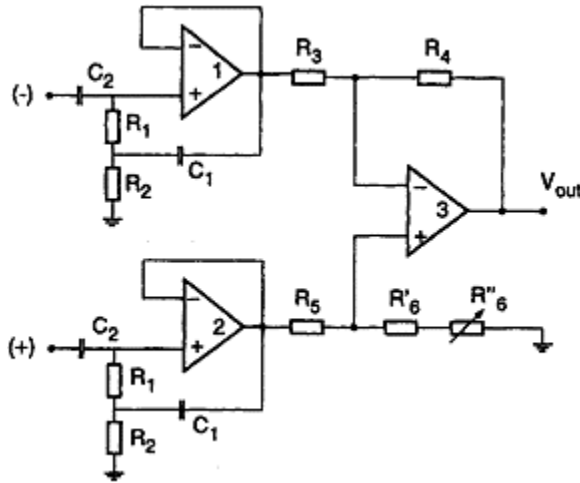 R3 R4
C2 1
(-) − +
R1
C1
R2
− 3 +
Vout
C2 − 2 + R5 R'6 R"6
(+)
R1
C1
R2